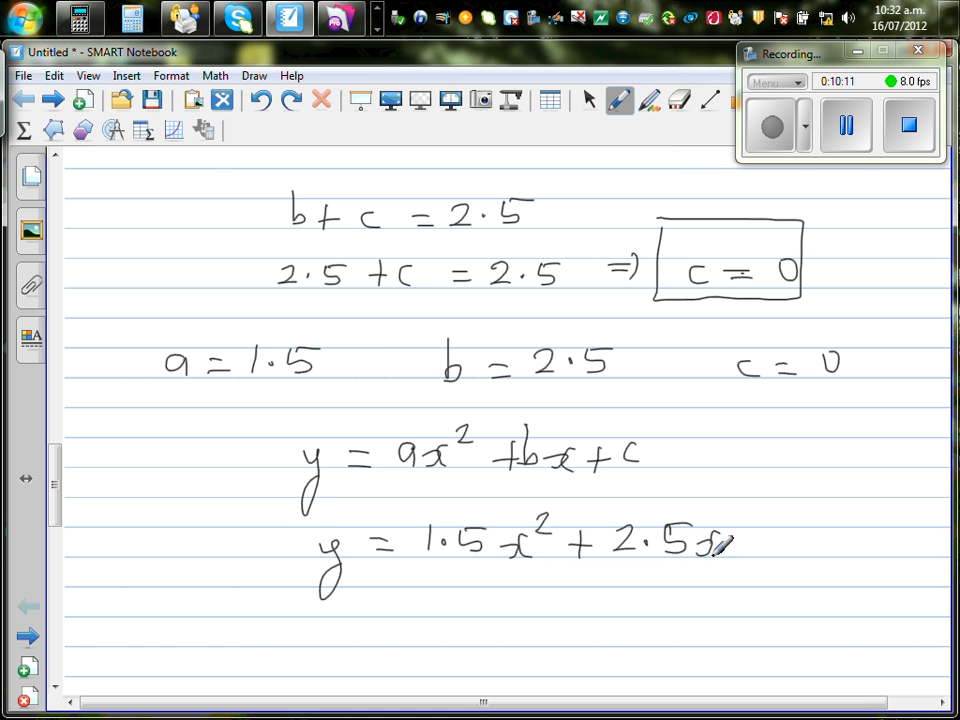 10:32 a.m.
16/07/2012
Untitled * - SMART Notebook
File Edit View Insert Format Math Draw Help
Recording...
Menu 0:10:11 8.0 fps
b + c = 2.5
2.5 + c = 2.5 ⇒ c = 0
a = 1.5 b = 2.5 c = 0
y = ax² + bx + c
y = 1.5x² + 2.5x